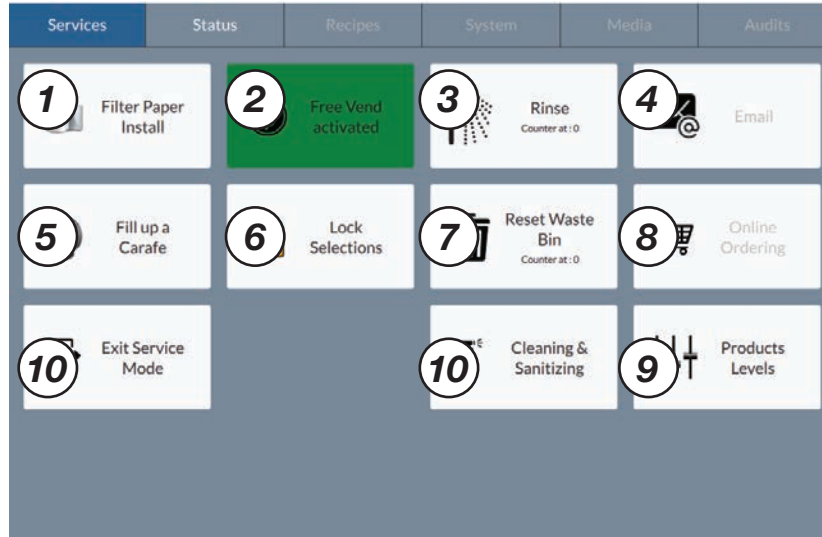 Services Status Recipes System Media Audits
1 Filter Paper
Install
2 Free Vend
activated
3 Rinse
Counter at : 0
4 @ Email
5 Fill up a
Carafe
6 Lock
Selections
7 Reset Waste
Bin
Counter at : 0
8 Online
Ordering
10 Exit Service
Mode
10 Cleaning &
Sanitizing
9 Products
Levels